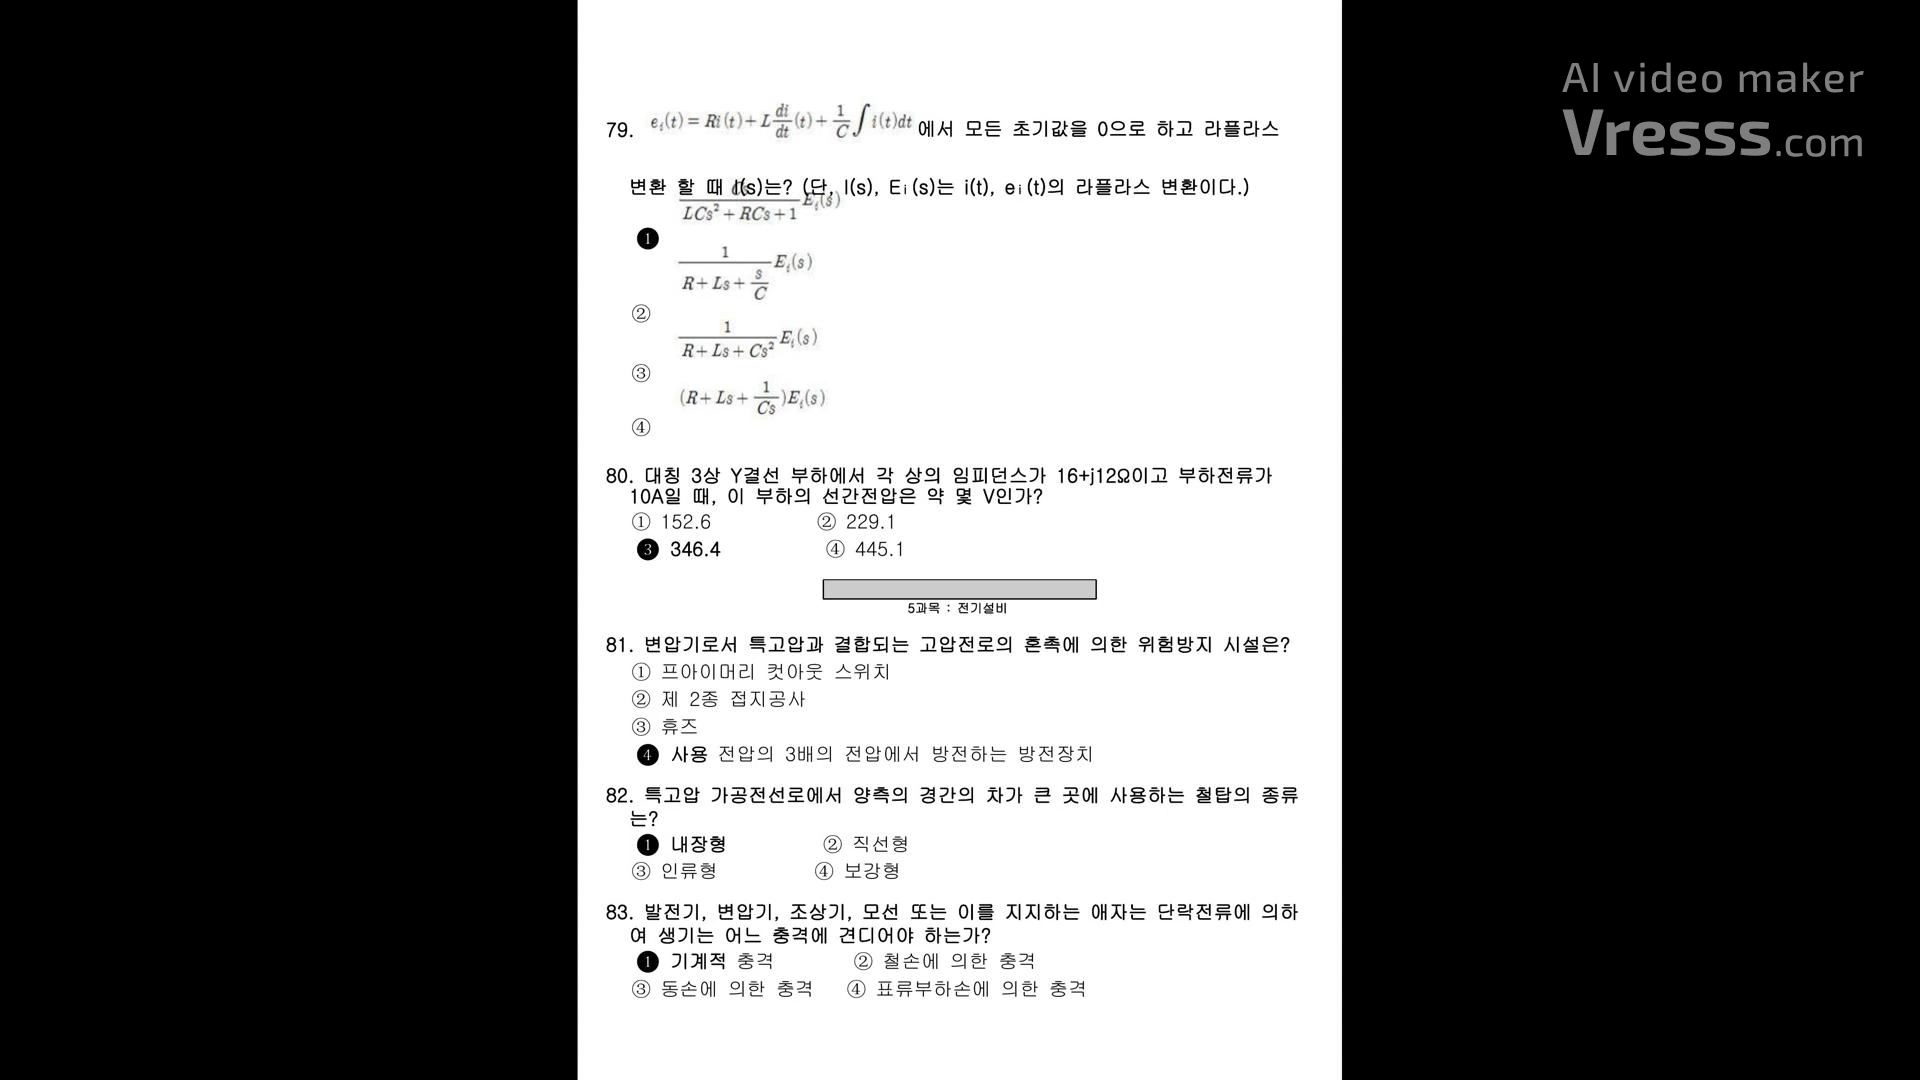 AI video maker
Vresss.com
79. e_i(t) = Ri(t) + L di/dt (t) + 1/C ∫ i(t)dt 에서 모든 초기값을 0으로 하고 라플라스
변환 할 때 I(s)는? (단, I(s), Eᵢ(s)는 i(t), eᵢ(t)의 라플라스 변환이다.)
❶ / (LCs² + RCs + 1) E_i(s)
② 1 / (R + Ls + s/C) E_i(s)
③ 1 / (R + Ls + Cs²) E_i(s)
④ (R + Ls + 1/Cs)E_i(s)
80. 대칭 3상 Y결선 부하에서 각 상의 임피던스가 16+j12Ω이고 부하전류가
10A일 때, 이 부하의 선간전압은 약 몇 V인가?
① 152.6 ② 229.1
❸ 346.4 ④ 445.1
5과목 : 전기설비
81. 변압기로서 특고압과 결합되는 고압전로의 혼촉에 의한 위험방지 시설은?
① 프아이머리 컷아웃 스위치
② 제 2종 접지공사
③ 휴즈
❹ 사용 전압의 3배의 전압에서 방전하는 방전장치
82. 특고압 가공전선로에서 양측의 경간의 차가 큰 곳에 사용하는 철탑의 종류
는?
❶ 내장형 ② 직선형
③ 인류형 ④ 보강형
83. 발전기, 변압기, 조상기, 모선 또는 이를 지지하는 애자는 단락전류에 의하
여 생기는 어느 충격에 견디어야 하는가?
❶ 기계적 충격 ② 철손에 의한 충격
③ 동손에 의한 충격 ④ 표류부하손에 의한 충격